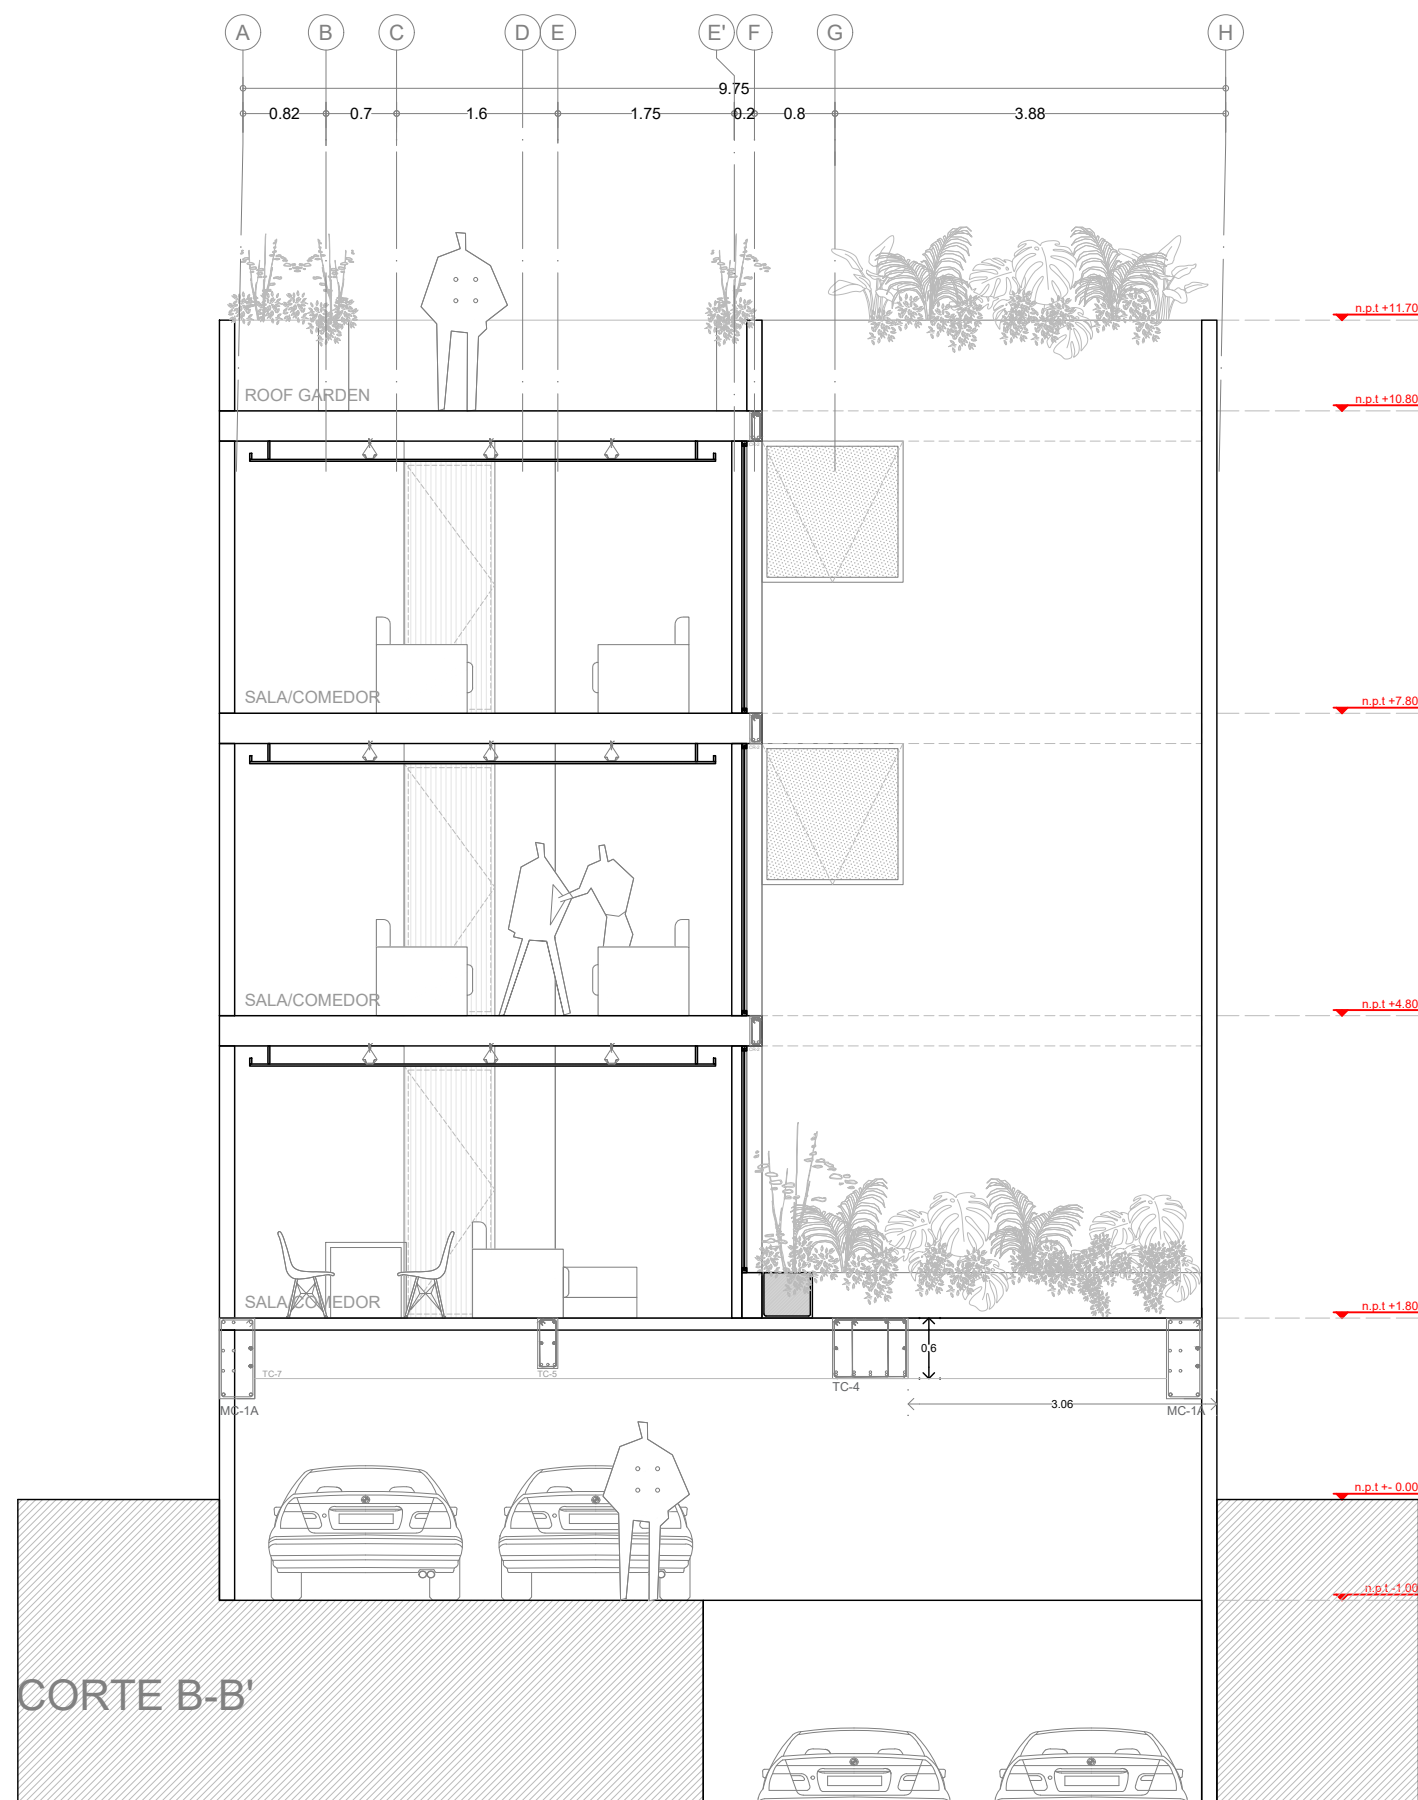 A B C D E E' F G H
9.75
0.82 0.7 1.6 1.75 0.2 0.8 3.88
n.p.t +11.70
ROOF GARDEN
n.p.t +10.80
SALA/COMEDOR
n.p.t +7.80
SALA/COMEDOR
n.p.t +4.80
SALA/COMEDOR
n.p.t +1.80
0.6
TC-7 TC-5
TC-4
MC-1A 3.06 MC-1A
n.p.t +- 0.00
n.p.t -1.00
CORTE B-B'